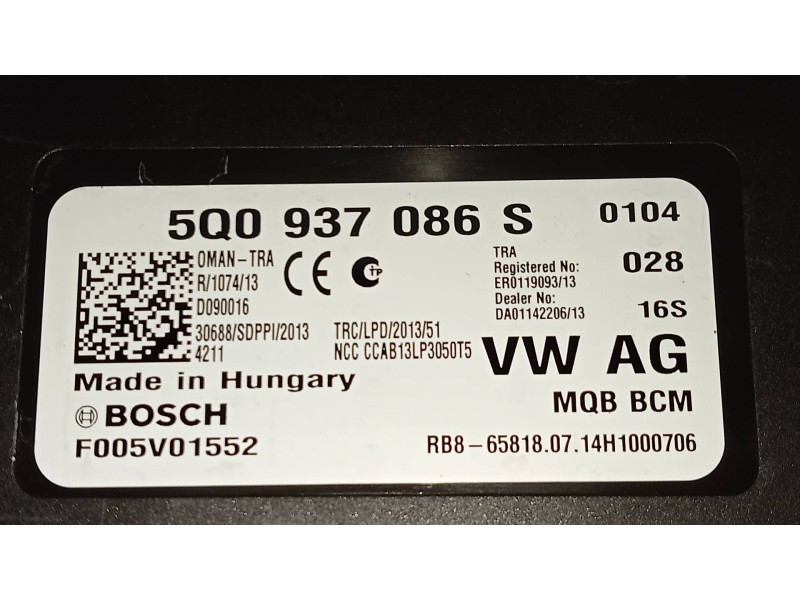 5Q0 937 086 S 0104
OMAN-TRA
R/1074/13
D090016
30688/SDPPI/2013
4211
CE
TP
TRC/LPD/2013/51
NCC CCAB13LP3050T5
TRA
Registered No:
ER0119093/13
Dealer No:
DA01142206/13
028
16S
VW AG
MQB BCM
Made in Hungary
BOSCH
F005V01552
RB8-65818.07.14H1000706